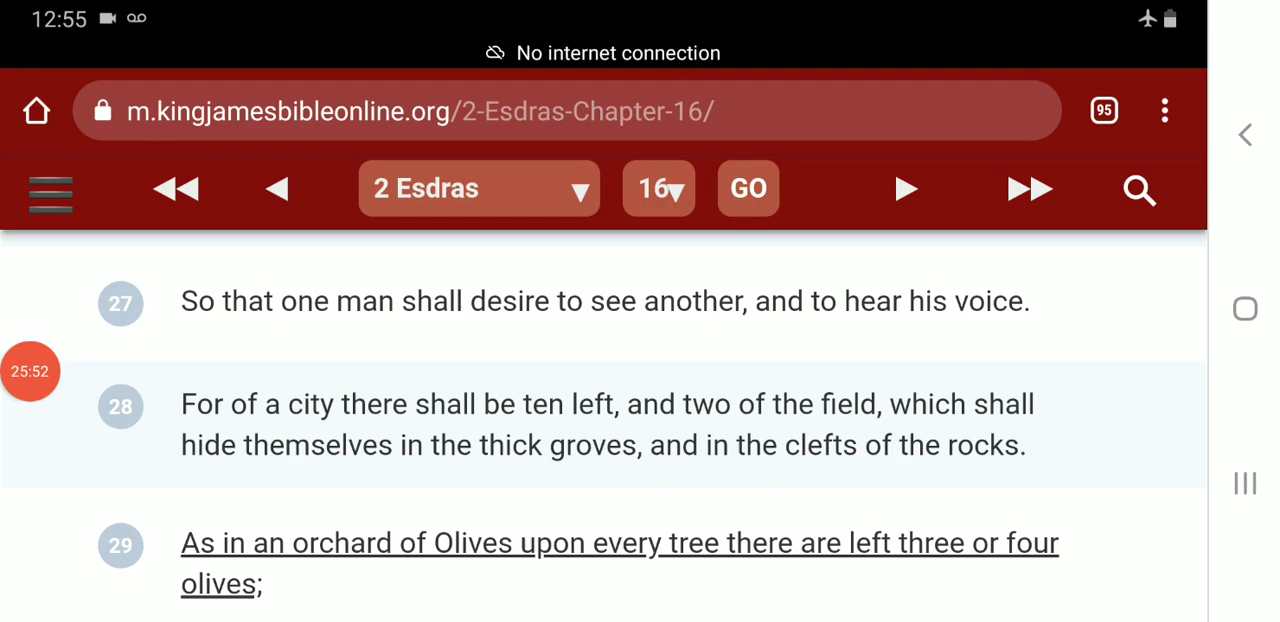 12:55
No internet connection
m.kingjamesbibleonline.org/2-Esdras-Chapter-16/
95
2 Esdras
16
GO
27 So that one man shall desire to see another, and to hear his voice.
25:52
28 For of a city there shall be ten left, and two of the field, which shall
hide themselves in the thick groves, and in the clefts of the rocks.
29 As in an orchard of Olives upon every tree there are left three or four
olives;